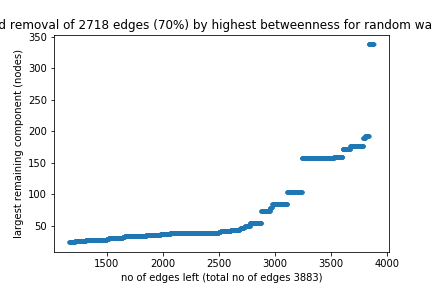 d removal of 2718 edges (70%) by highest betweenness for random wa
350
300
250
200
150
100
50
largest remaining component (nodes)
1500 2000 2500 3000 3500 4000
no of edges left (total no of edges 3883)